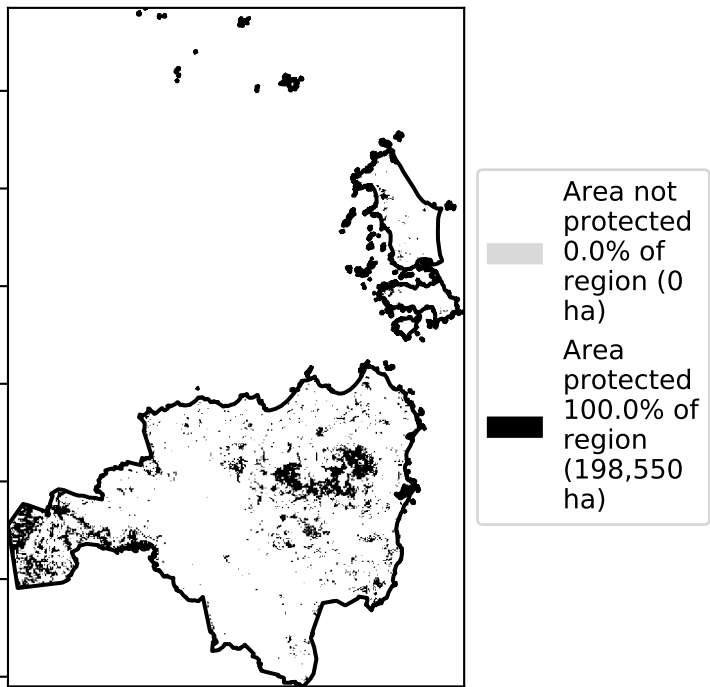 Area not
protected
0.0% of
region (0
ha)
Area
protected
100.0% of
region
(198,550
ha)